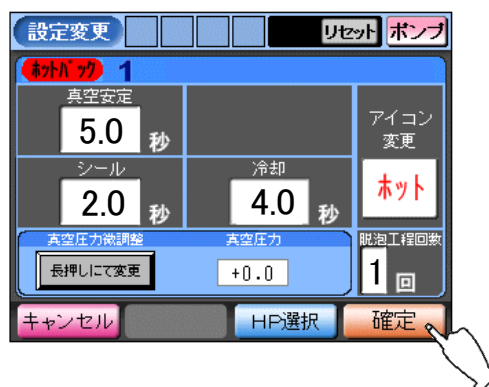 設定変更 リセット ポンプ
ホットパック 1
真空安定
5.0 秒
アイコン
変更
シール
2.0 秒
冷却
4.0 秒
ホット
真空圧力微調整 真空圧力 脱泡工程回数
長押しにて変更 +0.0 1 回
キャンセル HP選択 確定